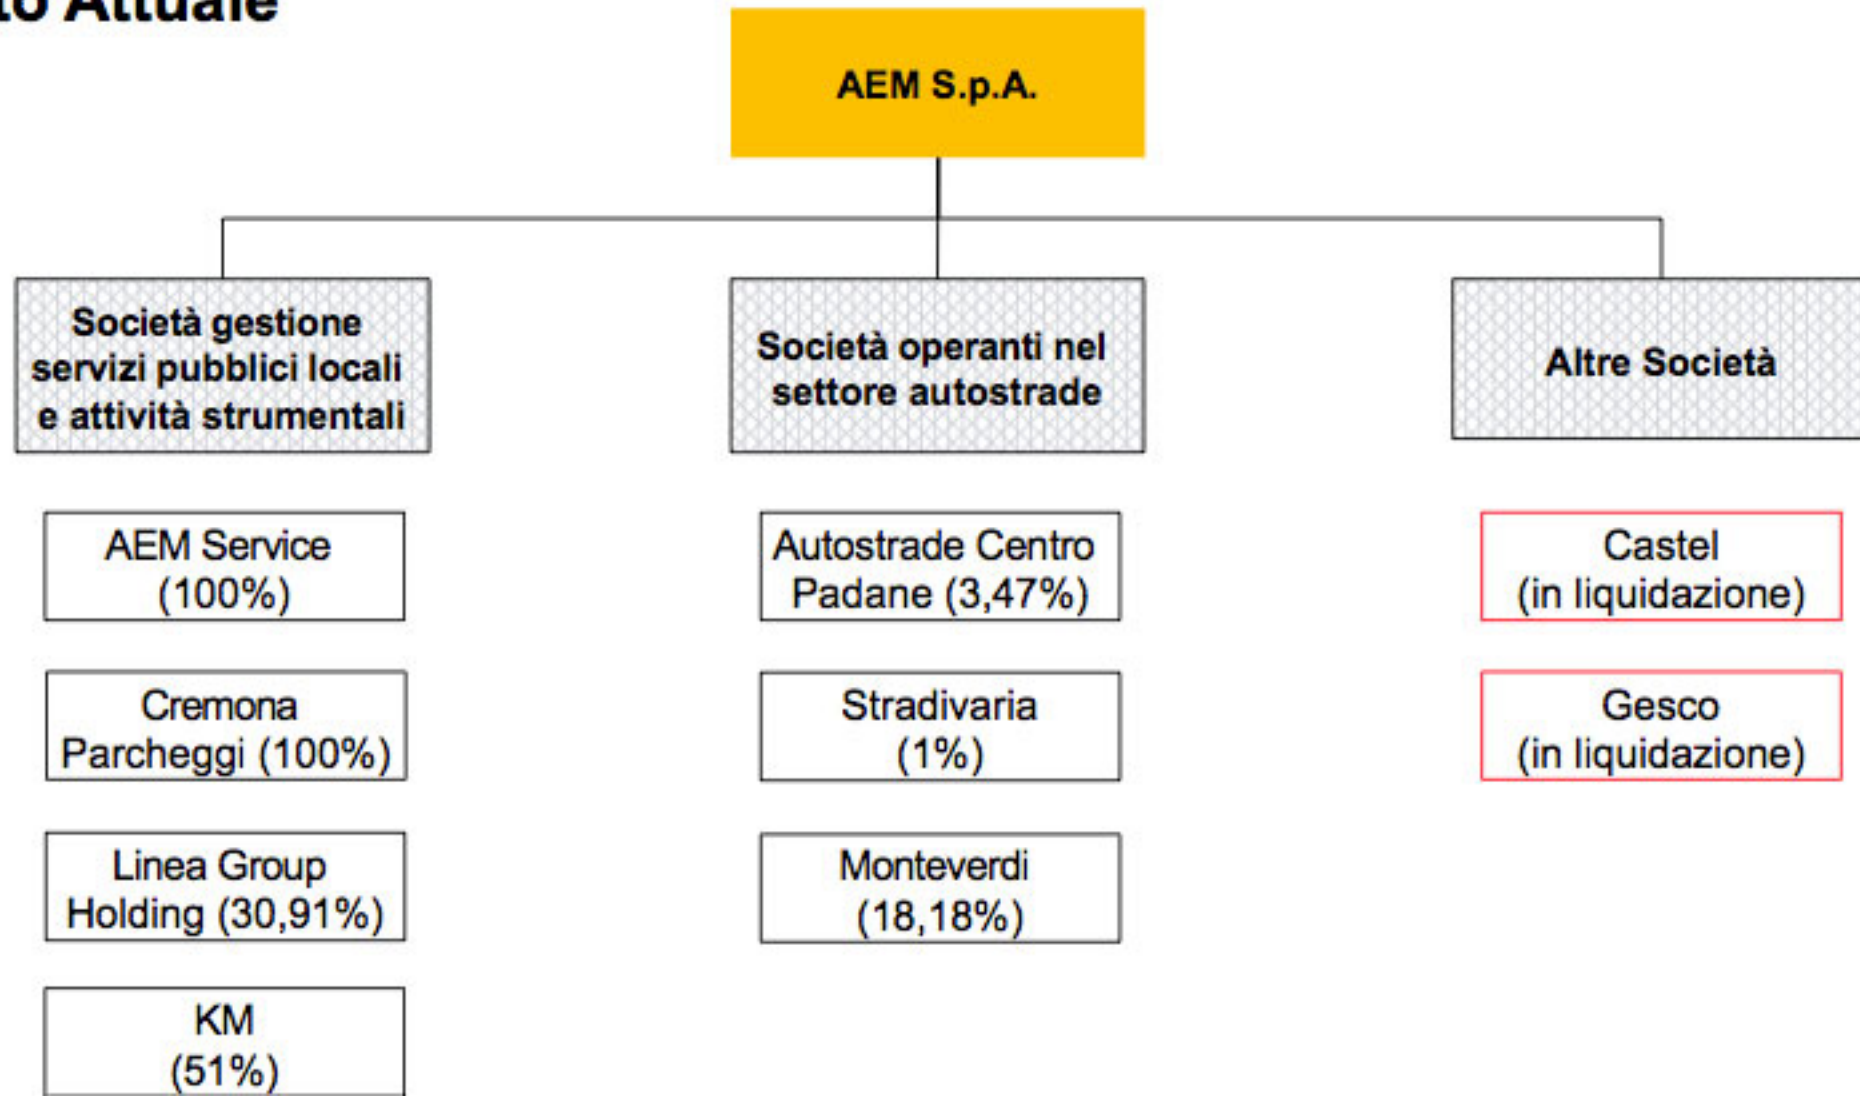 Attuale
AEM S.p.A.
Società gestione
servizi pubblici locali
e attività strumentali
Società operanti nel
settore autostrade
Altre Società
AEM Service
(100%)
Autostrade Centro
Padane (3,47%)
Castel
(in liquidazione)
Cremona
Parcheggi (100%)
Stradivaria
(1%)
Gesco
(in liquidazione)
Linea Group
Holding (30,91%)
Monteverdi
(18,18%)
KM
(51%)